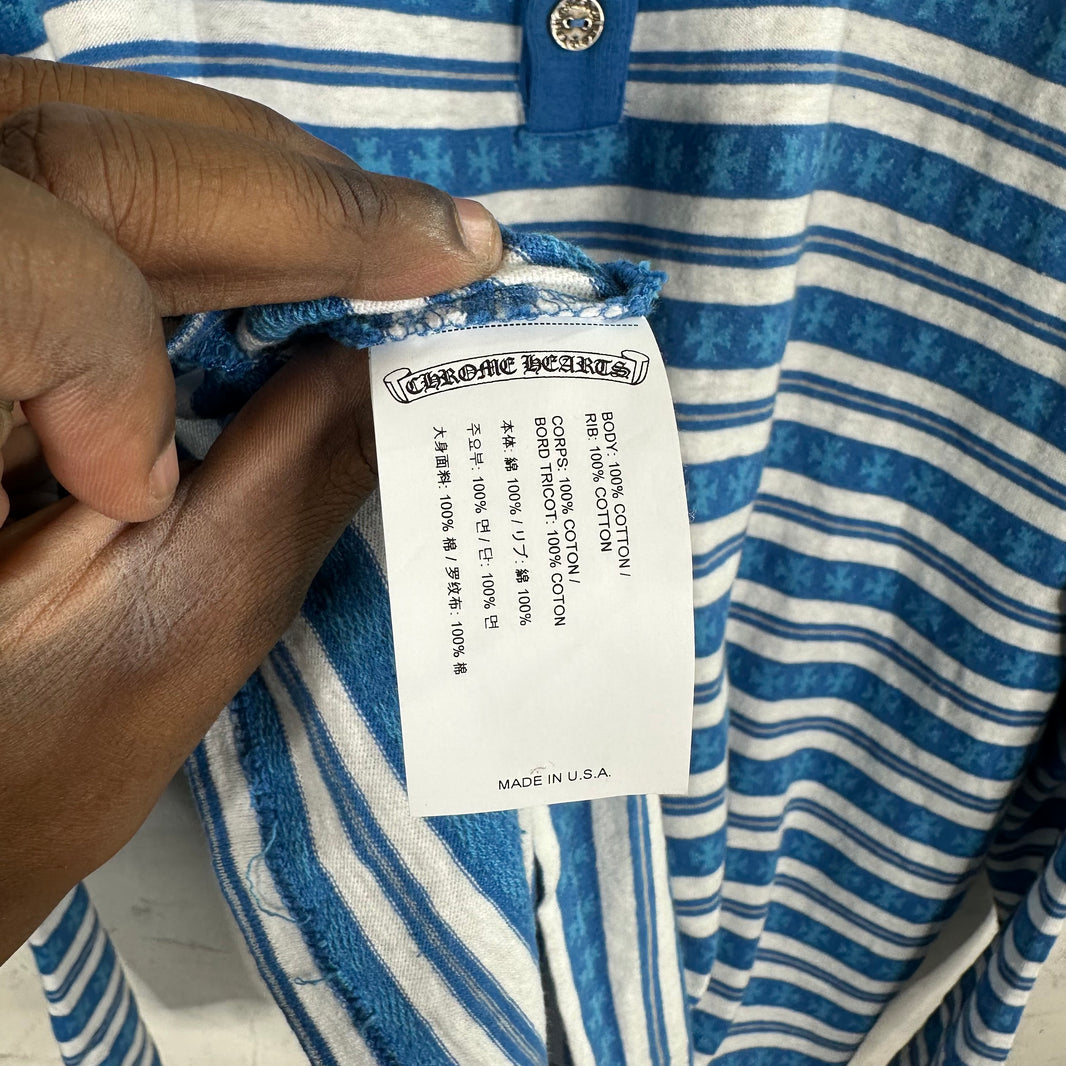 CHROME HEARTS
BODY: 100% COTTON /
RIB: 100% COTTON
CORPS: 100% COTON /
BORD TRICOT: 100% COTON
本体: 綿 100% / リブ: 綿 100%
주요부: 100% 면 / 단: 100% 면
大身面料: 100% 棉 / 罗纹布: 100% 棉
MADE IN U.S.A.